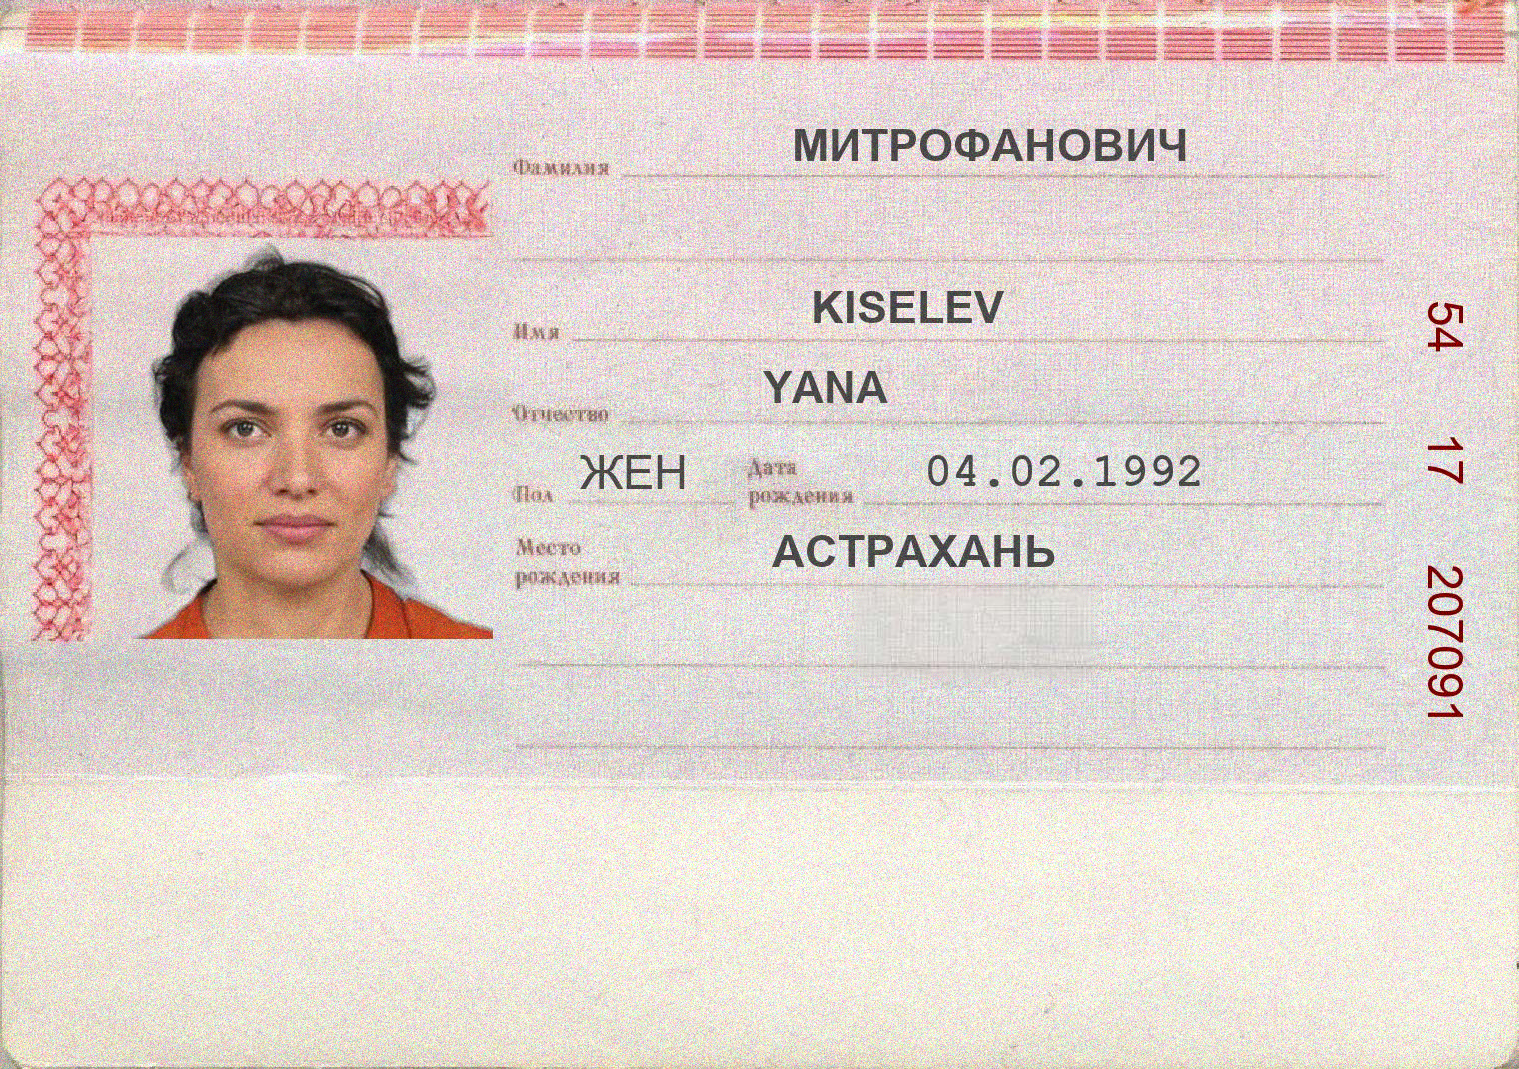 Фамилия МИТРОФАНОВИЧ
Имя KISELEV
Отчество YANA
Пол ЖЕН Дата рождения 04.02.1992
Место рождения АСТРАХАНЬ
54 17 207091